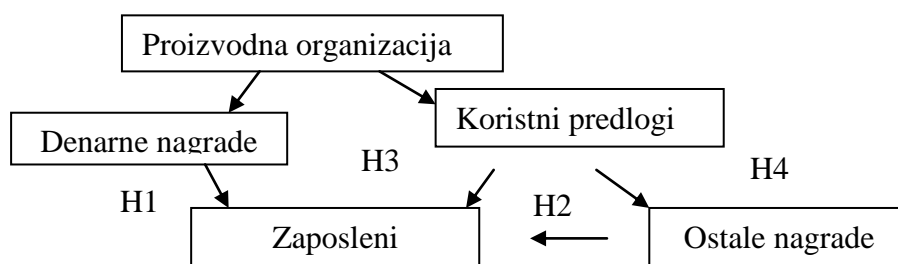 Proizvodna organizacija
Koristni predlogi
Denarne nagrade
H3
H4
H1
H2
Zaposleni
Ostale nagrade